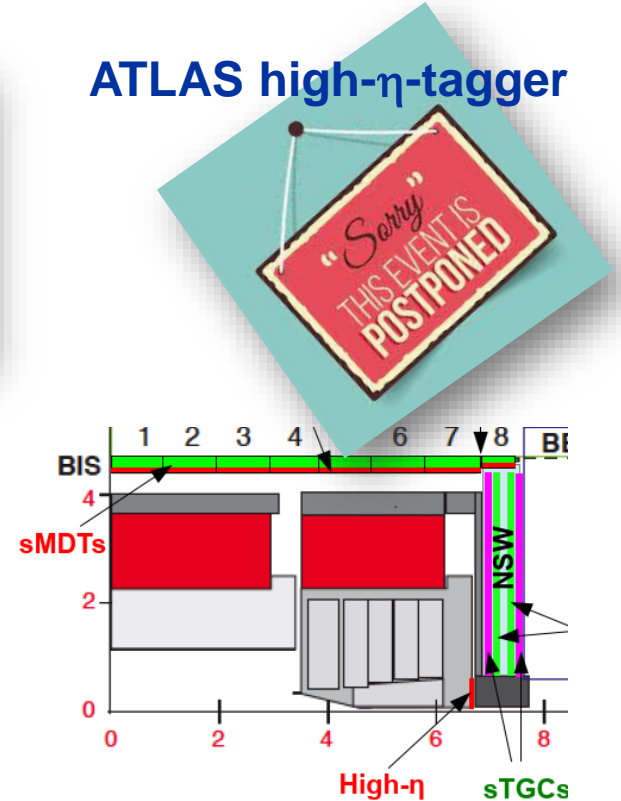 ATLAS high-η-tagger
“ Sorry ”
THIS EVENT IS
POSTPONED
1 2 3 4 6 7 8
BIS
4
sMDTs
NSW
2
0
0 2 4 6 8
High-η
sTGCs